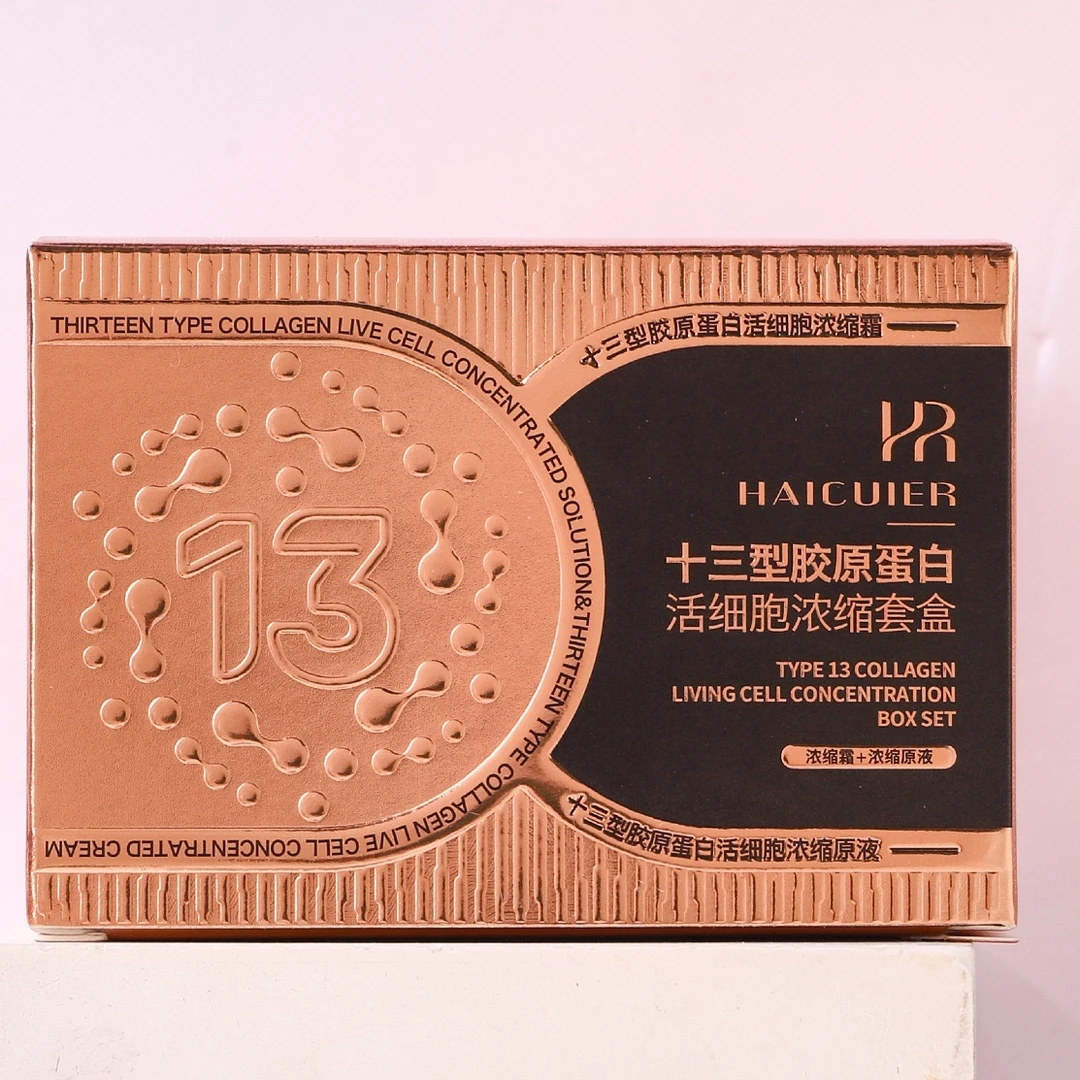 THIRTEEN TYPE COLLAGEN LIVE CELL CONCENTRATED SOLUTION&THIRTEEN TYPE COLLAGEN LIVE CELL CONCENTRATED CREAM
十三型胶原蛋白活细胞浓缩霜
13
HAICUIER
十三型胶原蛋白
活细胞浓缩套盒
TYPE 13 COLLAGEN
LIVING CELL CONCENTRATION
BOX SET
浓缩霜+浓缩原液
十三型胶原蛋白活细胞浓缩原液